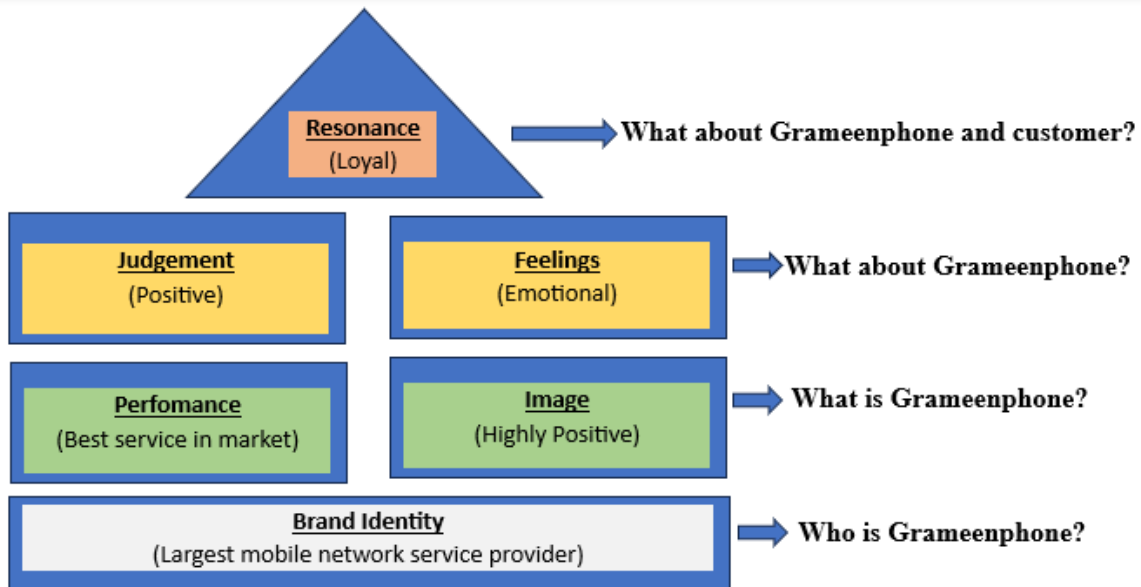 Resonance
(Loyal)
What about Grameenphone and customer?
Judgement
(Positive)
Feelings
(Emotional)
What about Grameenphone?
Perfomance
(Best service in market)
Image
(Highly Positive)
What is Grameenphone?
Brand Identity
(Largest mobile network service provider)
Who is Grameenphone?